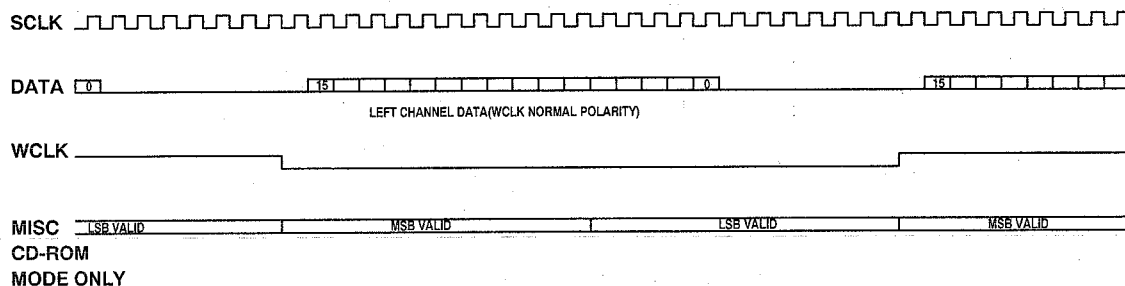 SCLK
DATA 0 15 0 15
LEFT CHANNEL DATA(WCLK NORMAL POLARITY)
WCLK
MISC LSB VALID MSB VALID LSB VALID MSB VALID
CD-ROM
MODE ONLY